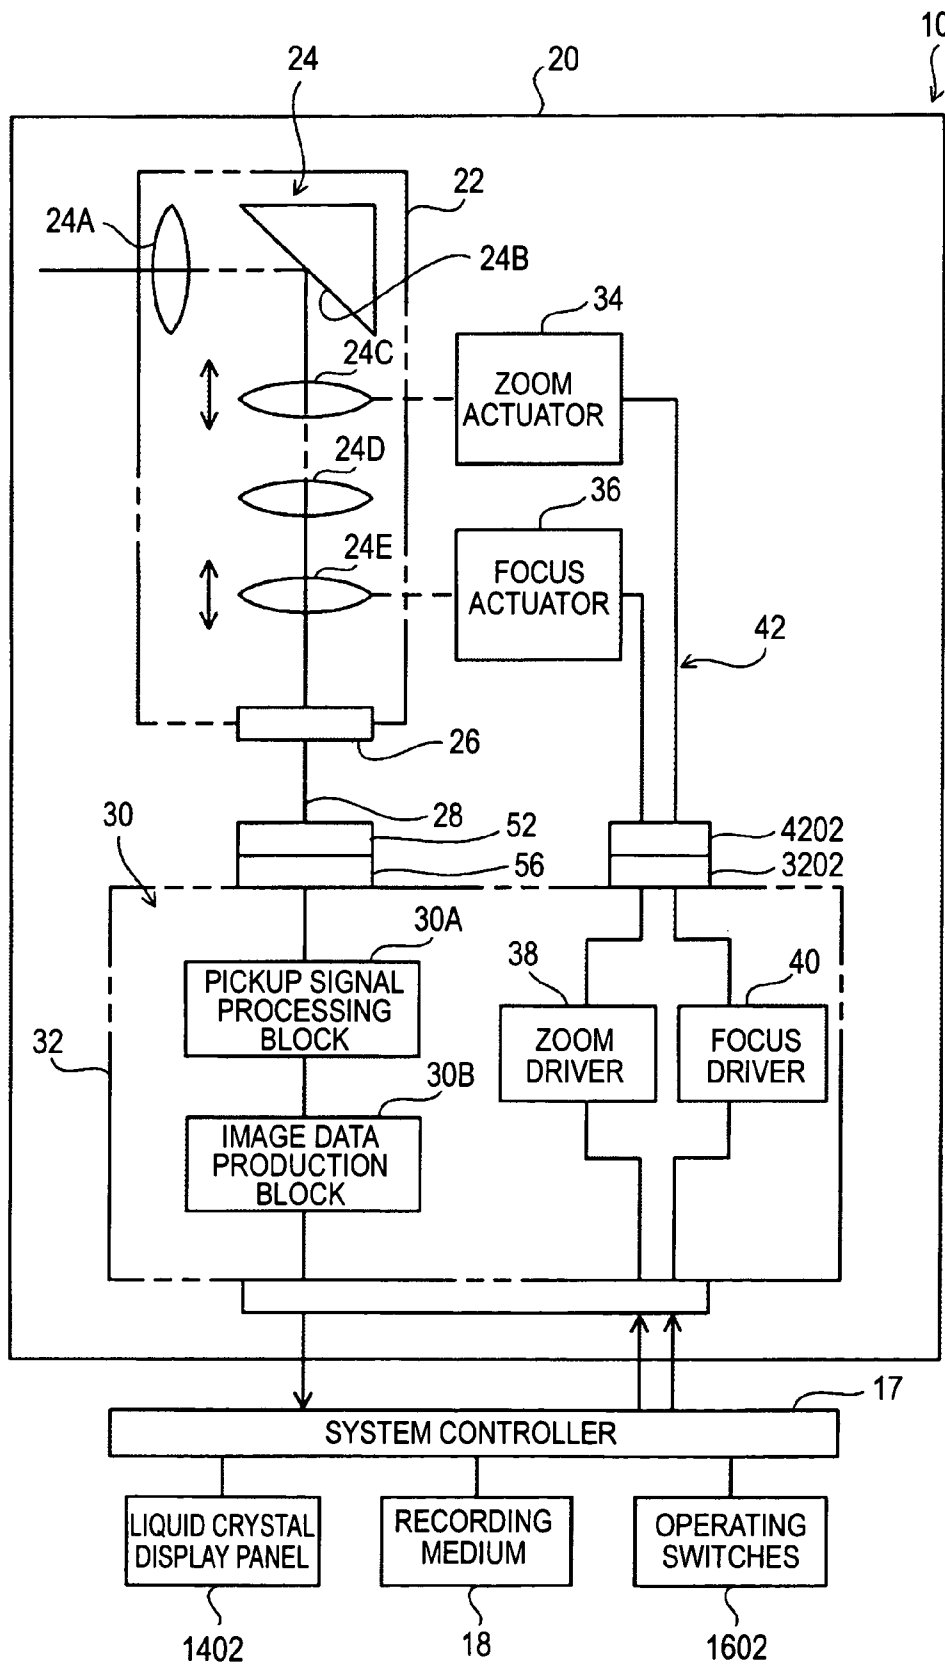 10
24
20
22
24A
24B
34
24C
ZOOM
ACTUATOR
24D
36
24E
FOCUS
ACTUATOR
42
26
28
30
52
4202
56
3202
30A
38
40
PICKUP SIGNAL
PROCESSING
BLOCK
ZOOM
DRIVER
FOCUS
DRIVER
32
30B
IMAGE DATA
PRODUCTION
BLOCK
17
SYSTEM CONTROLLER
LIQUID CRYSTAL
DISPLAY PANEL
RECORDING
MEDIUM
OPERATING
SWITCHES
1402
18
1602